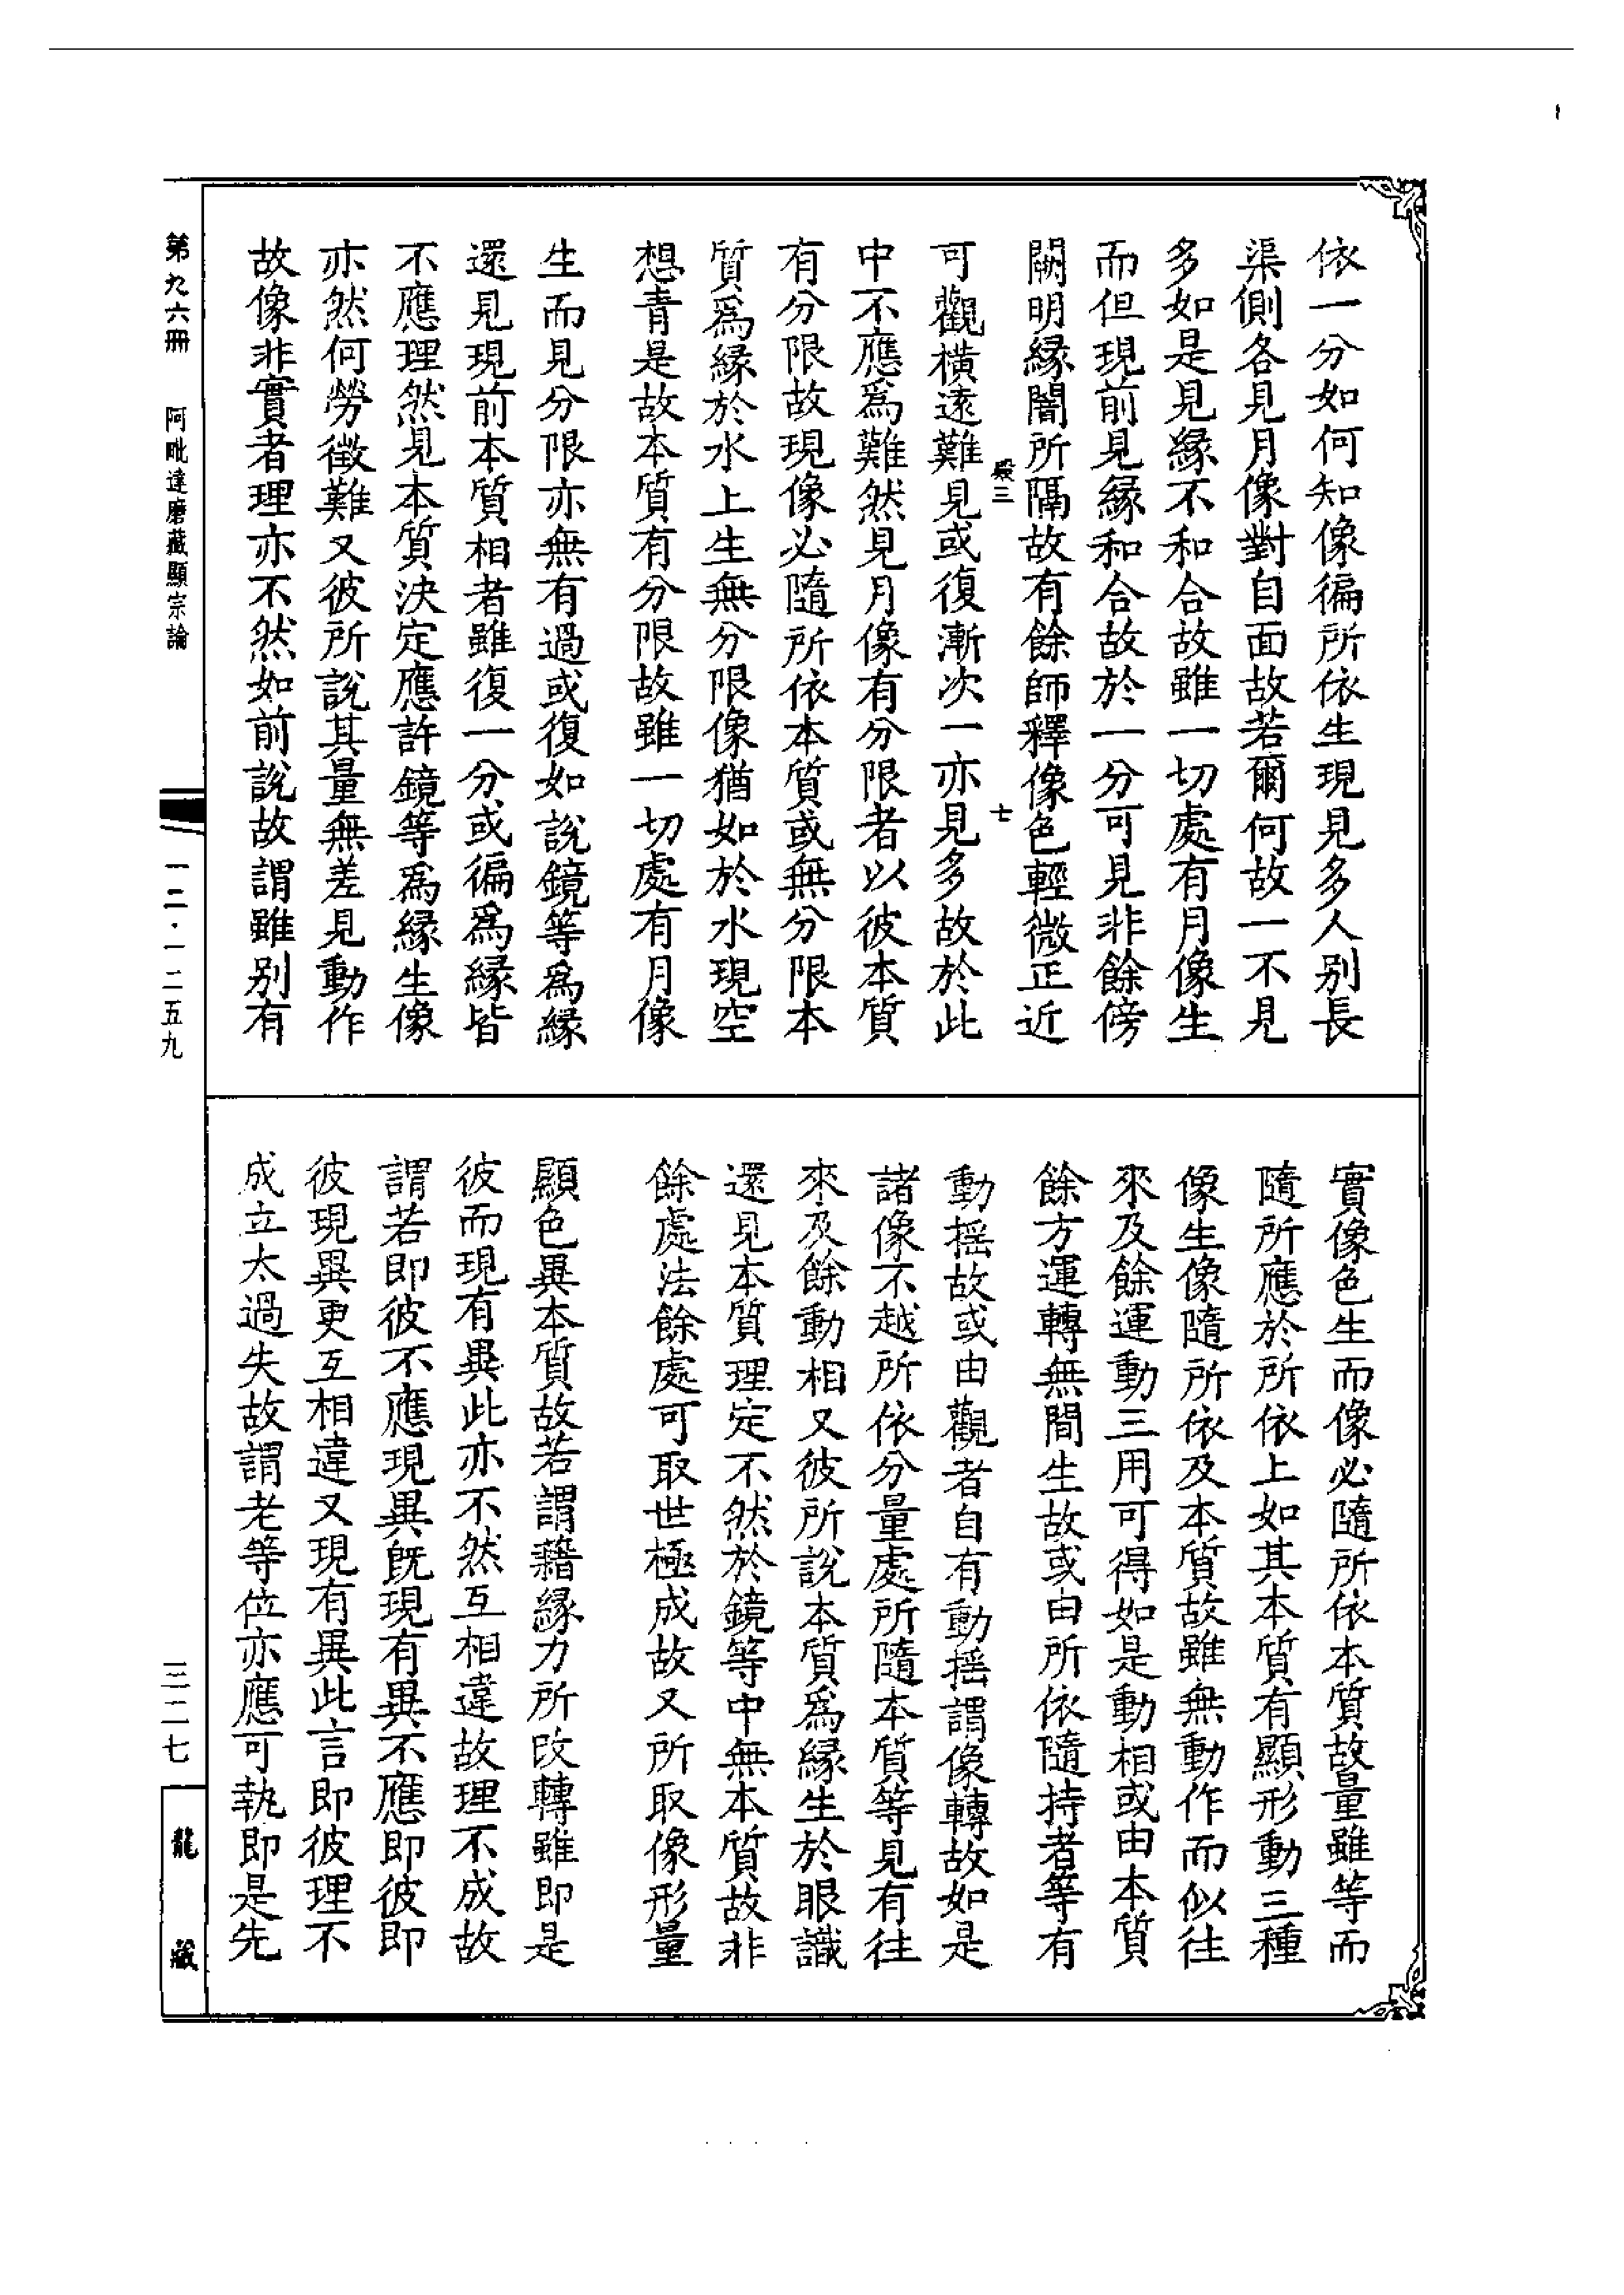 依一分如何知像徧所依生現見多人别長
渠側各見月像對自面故若爾何故一不見
多如是見緣不和合故雖一切處有月像生
而但現前見緣和合故於一分可見非餘傍
闕明緣闇所隔故有餘師釋像色輕微正近
殿三 七
可觀橫遠難見或復漸次一亦見多故於此
中不應爲難然見月像有分限者以彼本質
有分限故現像必隨所依本質或無分限本
質爲緣於水上生無分限像猶如於水現空
想青是故本質有分限故雖一切處有月像
生而見分限亦無有過或復如說鏡等爲緣
還見現前本質相者雖復一分或徧爲緣皆
不應理然見本質決定應許鏡等爲緣生像
亦然何勞徵難又彼所說其量無差見動作
故像非實者理亦不然如前說故謂雖别有
實像色生而像必隨所依本質故量雖等而
隨所應於所依上如其本質有顯形動三種
像生像隨所依及本質故雖無動作而似往
來及餘運動三用可得如是動相或由本質
餘方運轉無間生故或由所依隨持者等有
動搖故或由觀者自有動搖謂像轉故如是
諸像不越所依分量處所隨本質等見有往
來及餘動相又彼所說本質爲緣生於眼識
還見本質理定不然於鏡等中無本質故非
餘處法餘處可取世極成故又所取像形量
顯色異本質故若謂藉緣力所改轉雖即是
彼而現有異此亦不然互相違故理不成故
謂若即彼不應現異旣現有異不應即彼即
彼現異更互相違又現有異此言即彼理不
成立太過失故謂老等位亦應可執即是先
第九六冊 阿毗達磨藏顯宗論 一二·一二五九 三二七
龍藏